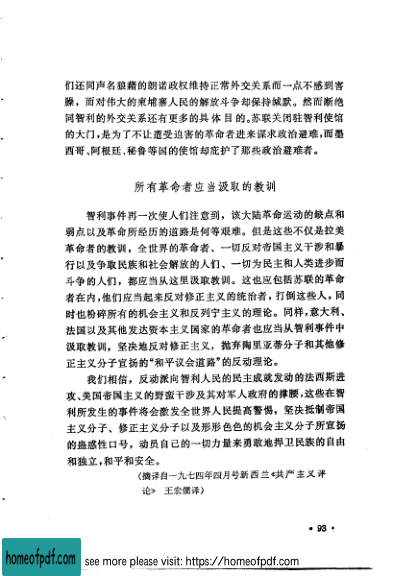 们还同声名狼藉的朗诺政权维持正常外交关系而一点不感到害
臊，而对伟大的柬埔寨人民的解放斗争却保持缄默。然而断绝
同智利的外交关系还有更多的具体目的。苏联关闭驻智利使馆
的大门，是为了不让遭受迫害的革命者进来谋求政治避难，而墨
西哥、阿根廷、秘鲁等国的使馆却庇护了那些政治避难者。
所有革命者应当汲取的教训
智利事件再一次使人们注意到，该大陆革命运动的缺点和
弱点以及革命所经历的道路是何等艰难。但是这些不仅是拉美
革命者的教训，全世界的革命者、一切反对帝国主义干涉和暴
行以及争取民族和社会解放的人们、一切为民主和人类进步而
斗争的人们，都应当从这里汲取教训。这也应包括苏联的革命
者在内，他们应当起来反对修正主义的统治者，打倒这些人，同
时也粉碎所有的机会主义和反列宁主义的理论。同样，意大利、
法国以及其他发达资本主义国家的革命者也应当从智利事件中
汲取教训，坚决地反对修正主义，抛弃陶里亚蒂分子和其他修
正主义分子宣扬的“和平议会道路”的反动理论。
我们相信，反动派向智利人民的民主成就发动的法西斯进
攻、美国帝国主义的野蛮干涉及其对军人政府的撑腰，这些在智
利所发生的事件将会激发全世界人民提高警惕，坚决抵制帝国
主义分子、修正主义分子以及形形色色的机会主义分子所宣扬
的蛊惑性口号，动员自己的一切力量来勇敢地捍卫民族的自由
和独立，和平和安全。
（摘译自一九七四年四月号新西兰《共产主义评
论》 王宏儒译）
• 93 •
homeofpdf.com
see more please visit: https://homeofpdf.com